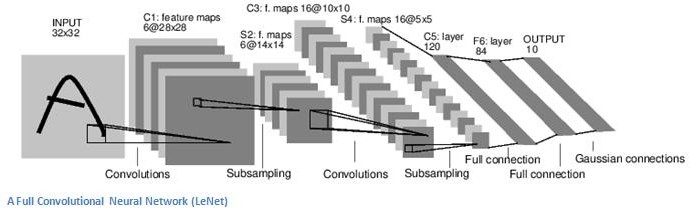 INPUT
32x32
C1: feature maps
6@28x28
S2: f. maps
6@14x14
C3: f. maps 16@10x10
S4: f. maps 16@5x5
C5: layer
120
F6: layer
84
OUTPUT
10
Convolutions
Subsampling
Convolutions
Subsampling
Full connection
Full connection
Gaussian connections
A Full Convolutional Neural Network (LeNet)